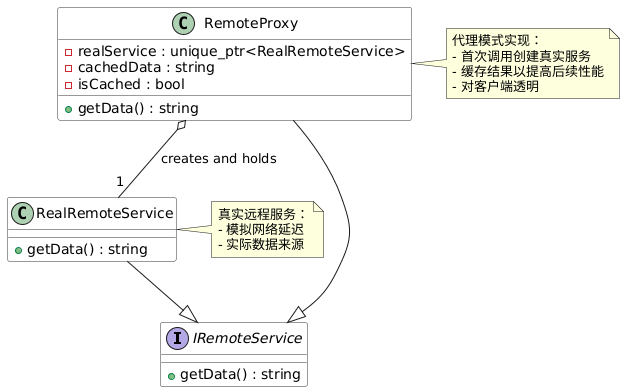 RemoteProxy
realService : unique_ptr<RealRemoteService>
cachedData : string
isCached : bool
getData() : string
代理模式实现：
- 首次调用创建真实服务
- 缓存结果以提高后续性能
- 对客户端透明
creates and holds
1
RealRemoteService
getData() : string
真实远程服务：
- 模拟网络延迟
- 实际数据来源
IRemoteService
getData() : string